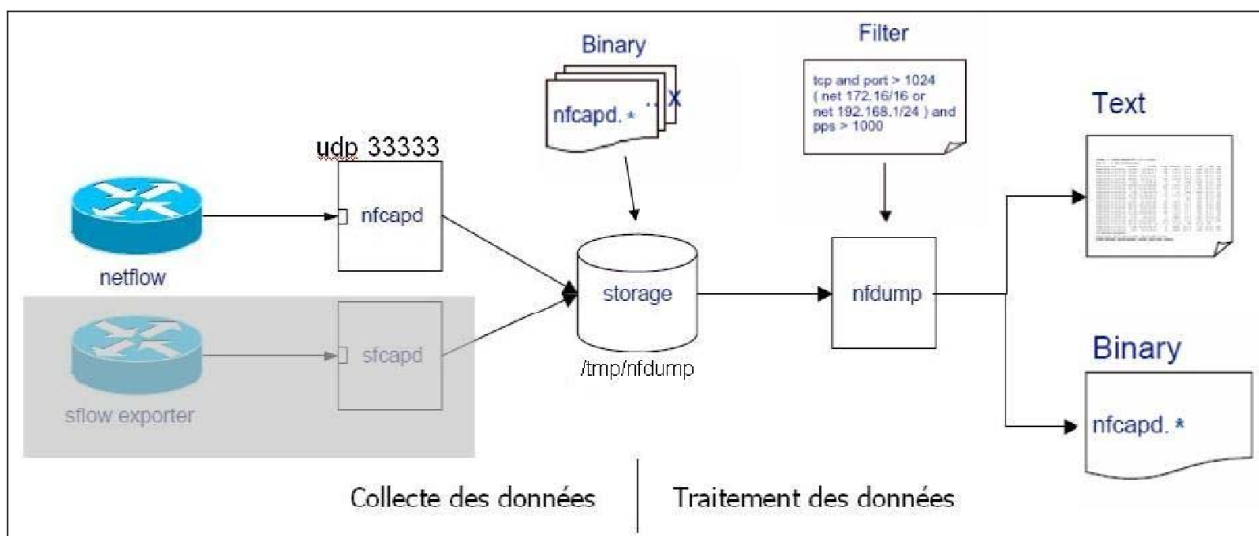 Binary
nfcapd. *
.. x
Filter
tcp and port > 1024
( net 172.16/16 or
net 192.168.1/24 ) and
pps > 1000
Text
udp 33333
nfcapd
netflow
storage
/tmp/nfdump
nfdump
sfcapd
sflow exporter
Binary
nfcapd. *
Collecte des données
Traitement des données